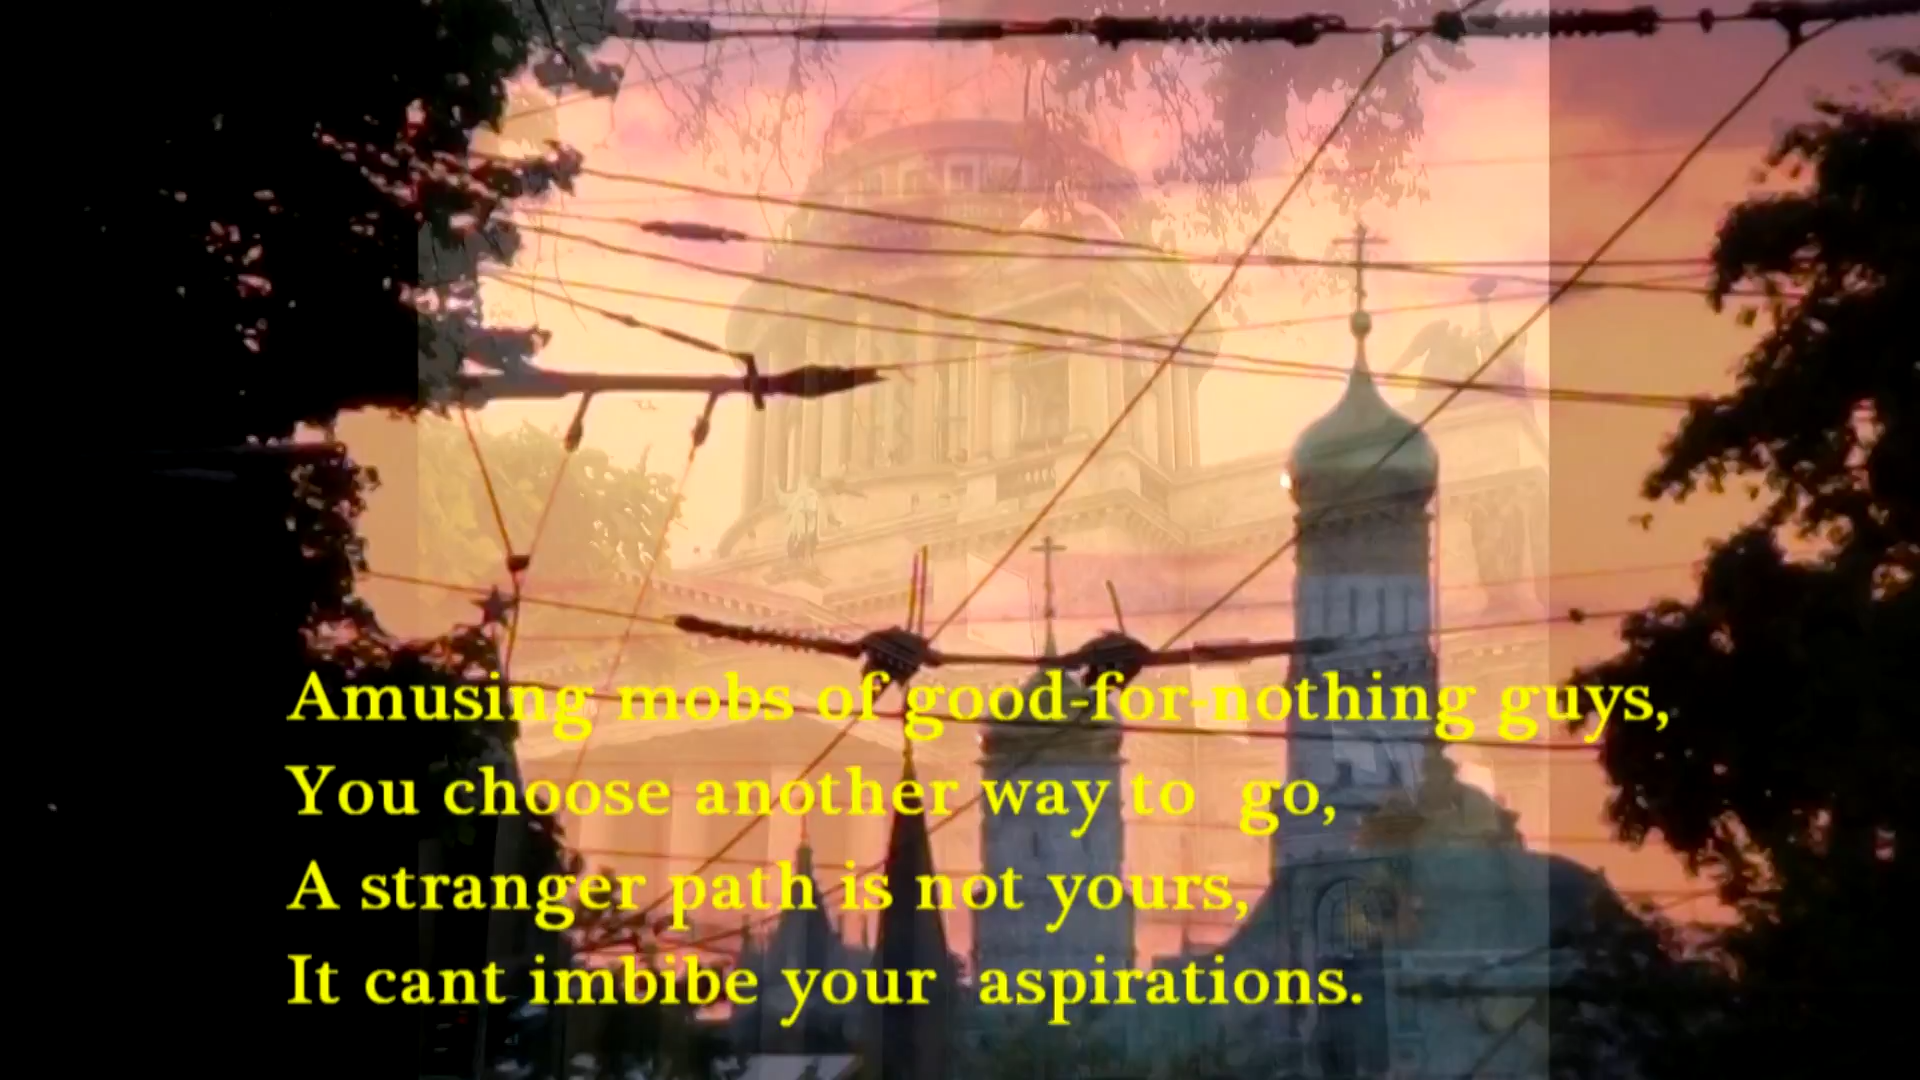 Amusing mobs of good-for-nothing guys,
You choose another way to go,
A stranger path is not yours,
It cant imbibe your aspirations.